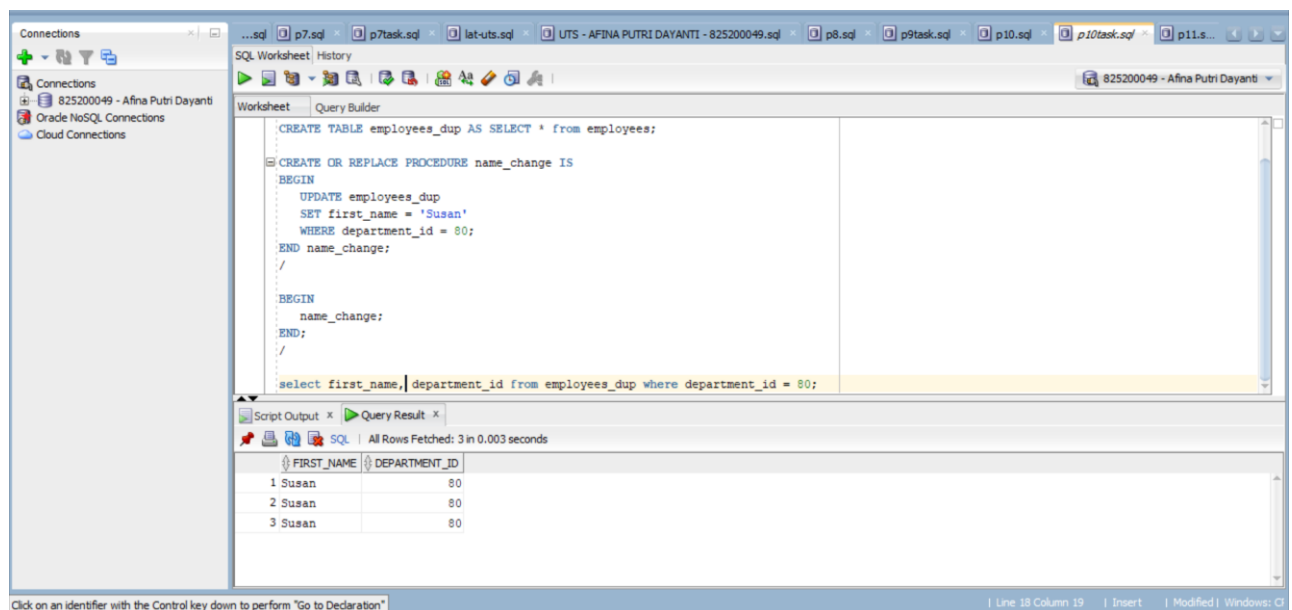 Connections
...sql p7.sql p7task.sql lat-uts.sql UTS - AFINA PUTRI DAYANTI - 825200049.sql p8.sql p9task.sql p10.sql p10task.sql p11.s...
SQL Worksheet History
Connections
825200049 - Afina Putri Dayanti
Oracle NoSQL Connections
Cloud Connections
825200049 - Afina Putri Dayanti
Worksheet Query Builder
CREATE TABLE employees_dup AS SELECT * from employees;
CREATE OR REPLACE PROCEDURE name_change IS
BEGIN
UPDATE employees_dup
SET first_name = 'Susan'
WHERE department_id = 80;
END name_change;
/
BEGIN
name_change;
END;
/
select first_name, department_id from employees_dup where department_id = 80;
Script Output Query Result
SQL | All Rows Fetched: 3 in 0.003 seconds
FIRST_NAME DEPARTMENT_ID
1 Susan 80
2 Susan 80
3 Susan 80
Click on an identifier with the Control key down to perform "Go to Declaration"
| Line 18 Column 19 | Insert | Modified | Windows: CF